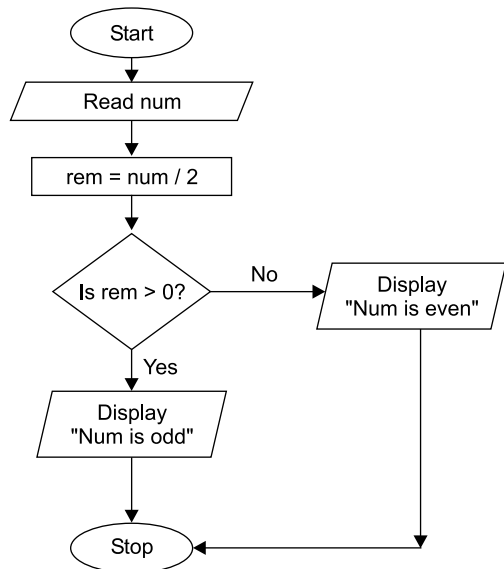 Start
Read num
rem = num / 2
Is rem > 0?
No
Display
"Num is even"
Yes
Display
"Num is odd"
Stop